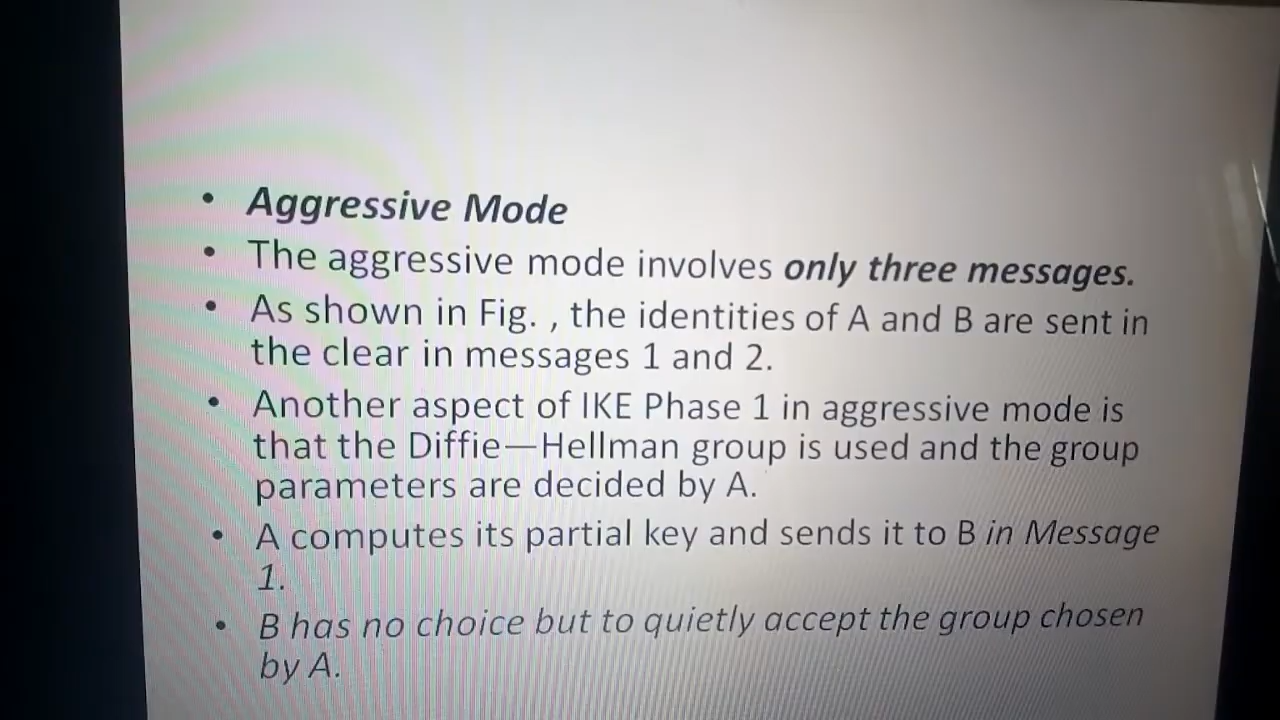 • Aggressive Mode
• The aggressive mode involves only three messages.
• As shown in Fig. , the identities of A and B are sent in
the clear in messages 1 and 2.
• Another aspect of IKE Phase 1 in aggressive mode is
that the Diffie—Hellman group is used and the group
parameters are decided by A.
• A computes its partial key and sends it to B in Message
1.
• B has no choice but to quietly accept the group chosen
by A.